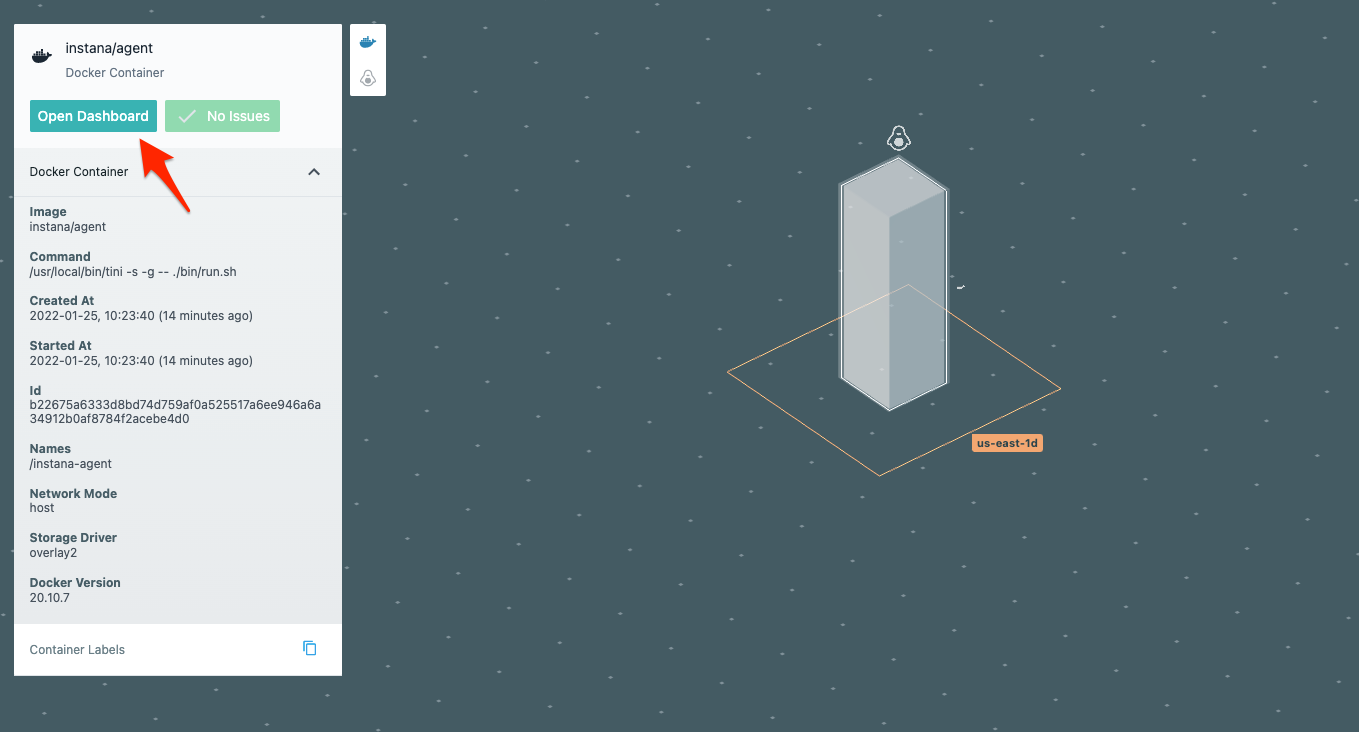 instana/agent
Docker Container
Open Dashboard
No Issues
Docker Container
Image
instana/agent
Command
/usr/local/bin/tini -s -g -- ./bin/run.sh
Created At
2022-01-25, 10:23:40 (14 minutes ago)
Started At
2022-01-25, 10:23:40 (14 minutes ago)
Id
b22675a6333d8bd74d759af0a525517a6ee946a6a
34912b0af8784f2acebe4d0
Names
/instana-agent
Network Mode
host
Storage Driver
overlay2
Docker Version
20.10.7
Container Labels
us-east-1d